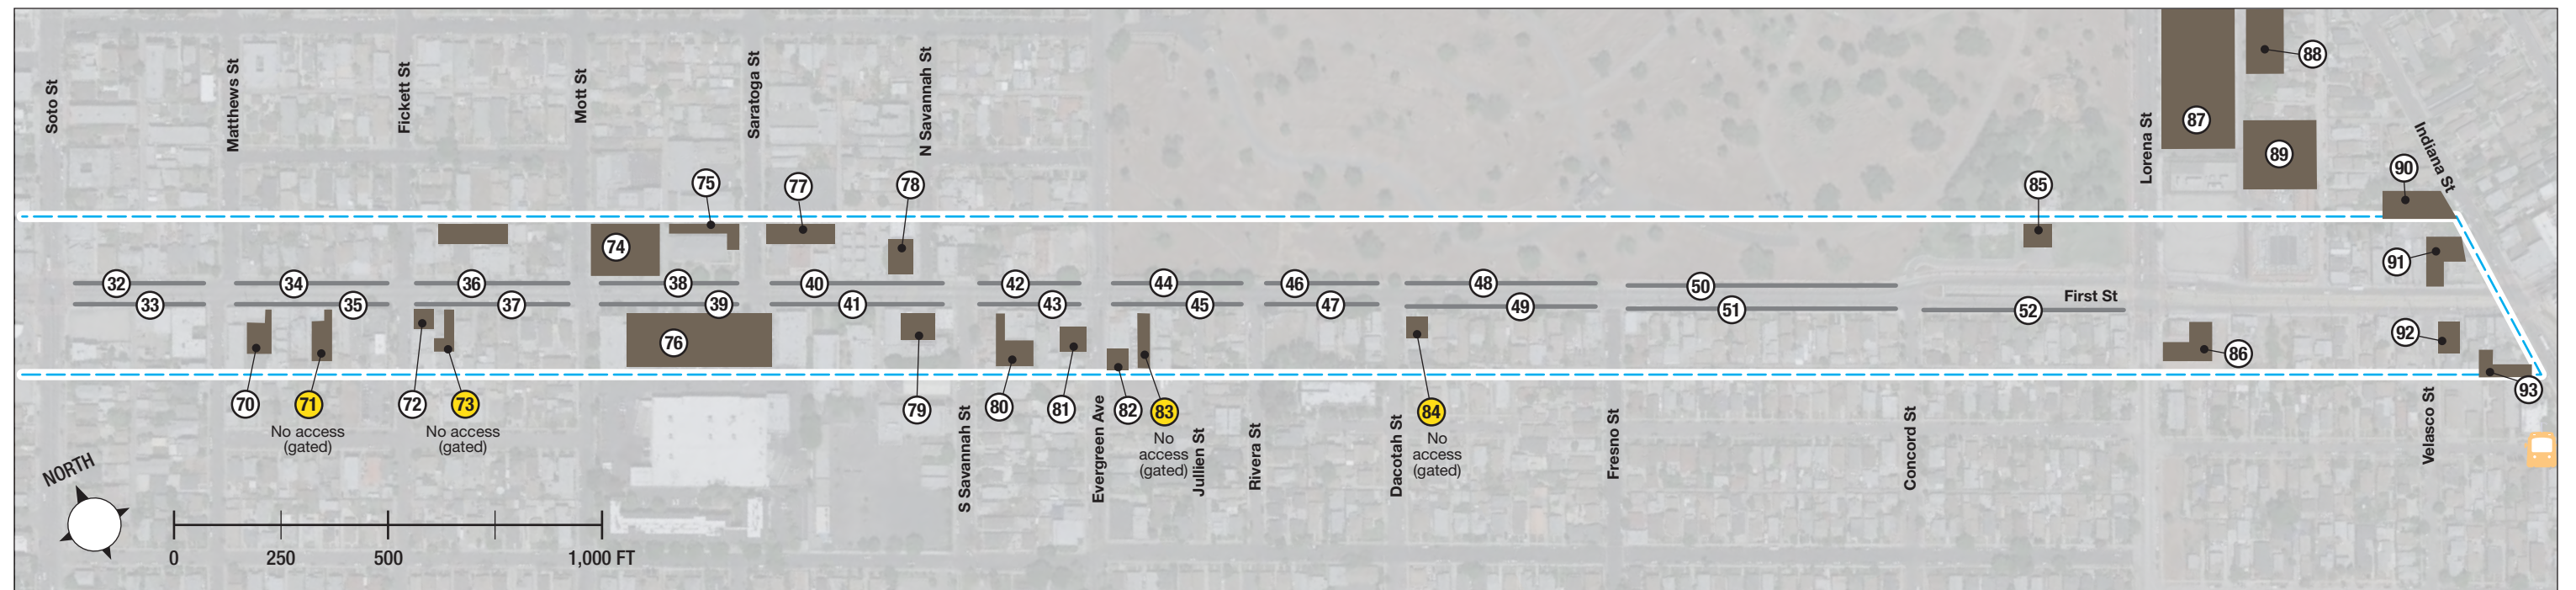 Soto St
Matthews St
Fickett St
Mott St
Saratoga St
N Savannah St
Lorena St
Indiana St
88
87
89
90
75
77
78
85
74
91
32
34
36
38
40
42
44
46
48
50
First St
33
35
37
39
41
43
45
47
49
51
52
76
92
86
93
70
71
72
73
79
80
81
82
83
84
No access
(gated)
No access
(gated)
No
access
(gated)
No
access
(gated)
S Savannah St
Evergreen Ave
Jullien St
Rivera St
Dacotah St
Fresno St
Concord St
Velasco St
NORTH
0
250
500
1,000 FT